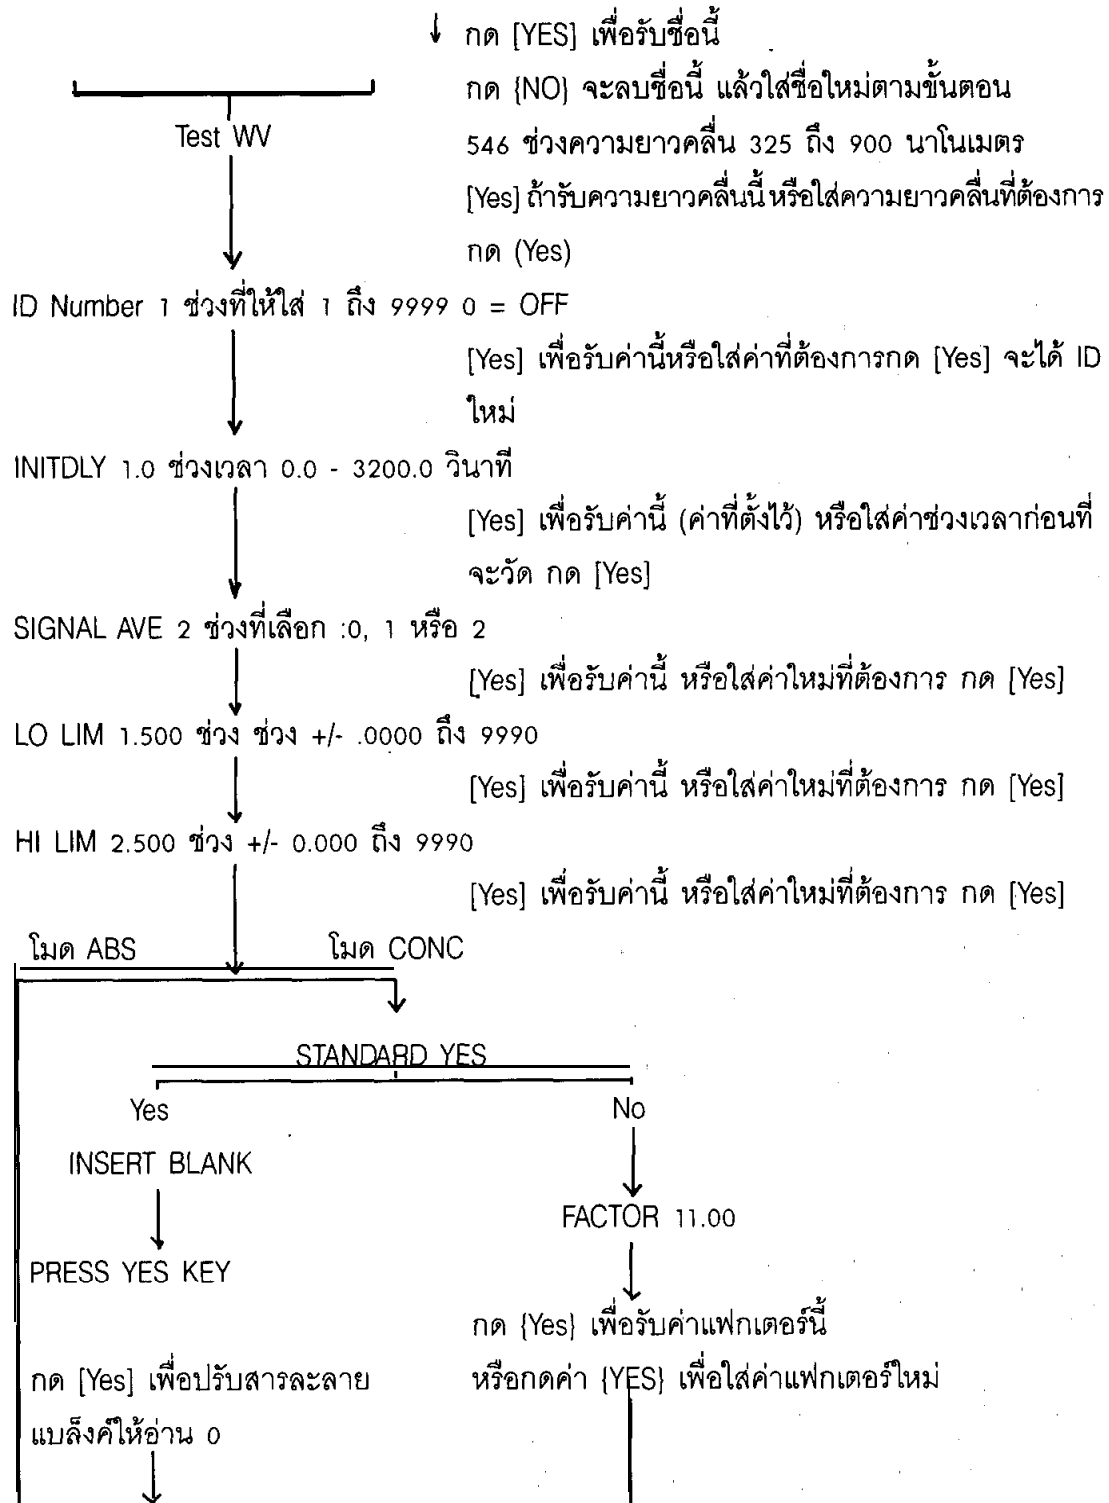 กด [YES] เพื่อรับชื่อนี้
กด {NO} จะลบชื่อนี้ แล้วใส่ชื่อใหม่ตามขั้นตอน
Test WV
546 ช่วงความยาวคลื่น 325 ถึง 900 นาโนเมตร
[Yes] ถ้ารับความยาวคลื่นนี้ หรือใส่ความยาวคลื่นที่ต้องการ
กด (Yes)
ID Number 1 ช่วงที่ให้ใส่ 1 ถึง 9999 0 = OFF
[Yes] เพื่อรับค่านี้หรือใส่ค่าที่ต้องการกด [Yes] จะได้ ID
ใหม่
INITDLY 1.0 ช่วงเวลา 0.0 - 3200.0 วินาที
[Yes] เพื่อรับค่านี้ (ค่าที่ตั้งไว้) หรือใส่ค่าช่วงเวลาก่อนที่
จะวัด กด [Yes]
SIGNAL AVE 2 ช่วงที่เลือก :0, 1 หรือ 2
[Yes] เพื่อรับค่านี้ หรือใส่ค่าใหม่ที่ต้องการ กด [Yes]
LO LIM 1.500 ช่วง ช่วง +/- .0000 ถึง 9990
[Yes] เพื่อรับค่านี้ หรือใส่ค่าใหม่ที่ต้องการ กด [Yes]
HI LIM 2.500 ช่วง +/- 0.000 ถึง 9990
[Yes] เพื่อรับค่านี้ หรือใส่ค่าใหม่ที่ต้องการ กด [Yes]
โมด ABS โมด CONC
STANDARD YES
Yes No
INSERT BLANK
FACTOR 11.00
PRESS YES KEY
กด {Yes} เพื่อรับค่าแฟกเตอร์นี้
หรือกดค่า {YES} เพื่อใส่ค่าแฟกเตอร์ใหม่
กด [Yes] เพื่อปรับสารละลาย
แบล็งค์ให้อ่าน 0